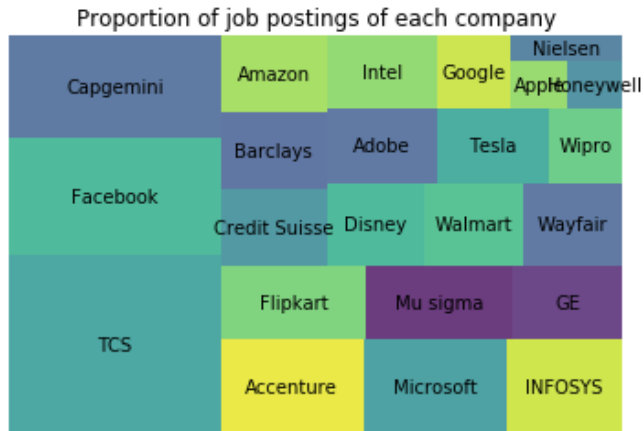 Proportion of job postings of each company
Capgemini
Facebook
TCS
Amazon
Intel
Google
Nielsen
Apple
Honeywell
Barclays
Adobe
Tesla
Wipro
Credit Suisse
Disney
Walmart
Wayfair
Flipkart
Mu sigma
GE
Accenture
Microsoft
INFOSYS